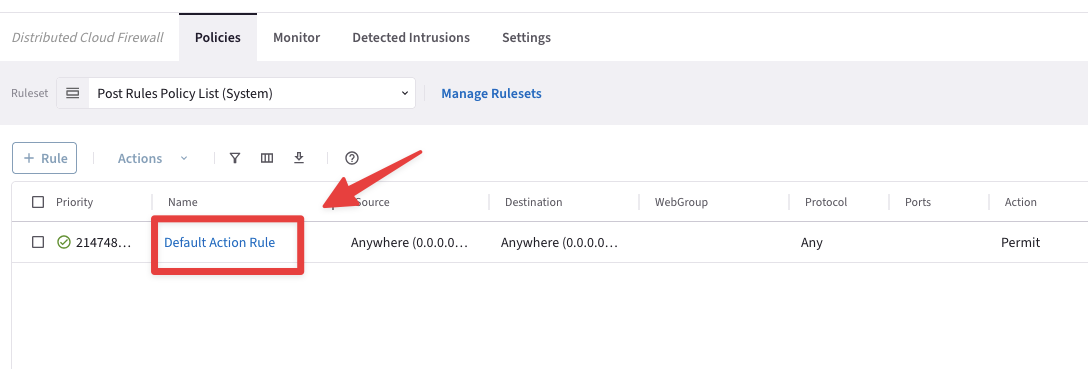 Distributed Cloud Firewall Policies Monitor Detected Intrusions Settings
Ruleset Post Rules Policy List (System) Manage Rulesets
+ Rule Actions
Priority Name Source Destination WebGroup Protocol Ports Action
214748... Default Action Rule Anywhere (0.0.0.0... Anywhere (0.0.0.0... Any Permit